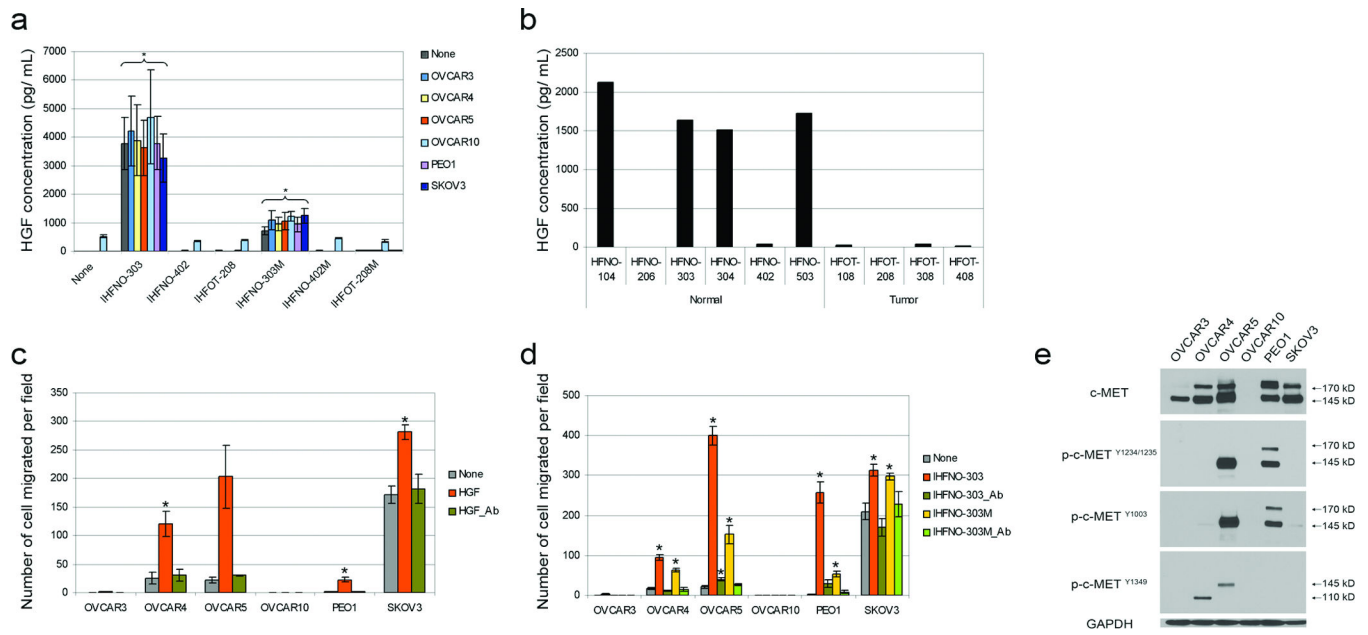 a
HGF concentration (pg/ mL)
7000
6000
5000
4000
3000
2000
1000
0
*
*
None
IHFNO-303
IHFNO-402
IHFOT-208
IHFNO-303M
IHFNO-402M
IHFOT-208M
None
OVCAR3
OVCAR4
OVCAR5
OVCAR10
PEO1
SKOV3
b
HGF concentration (pg/ mL)
2500
2000
1500
1000
500
0
HFNO- HFNO- HFNO- HFNO- HFNO- HFNO- HFOT- HFOT- HFOT- HFOT-
104 206 303 304 402 503 108 208 308 408
Normal Tumor
c
Number of cell migrated per field
350
300
250
200
150
100
50
0
*
*
*
OVCAR3 OVCAR4 OVCAR5 OVCAR10 PEO1 SKOV3
None
HGF
HGF_Ab
d
Number of cell migrated per field
500
400
300
200
100
0
* * * * * * * * *
OVCAR3 OVCAR4 OVCAR5 OVCAR10 PEO1 SKOV3
None
IHFNO-303
IHFNO-303_Ab
IHFNO-303M
IHFNO-303M_Ab
e
OVCAR3
OVCAR4
OVCAR5
OVCAR10
PEO1
SKOV3
c-MET
←170 kD
←145 kD
p-c-MET Y1234/1235
←170 kD
←145 kD
p-c-MET Y1003
←170 kD
←145 kD
p-c-MET Y1349
←145 kD
←110 kD
GAPDH